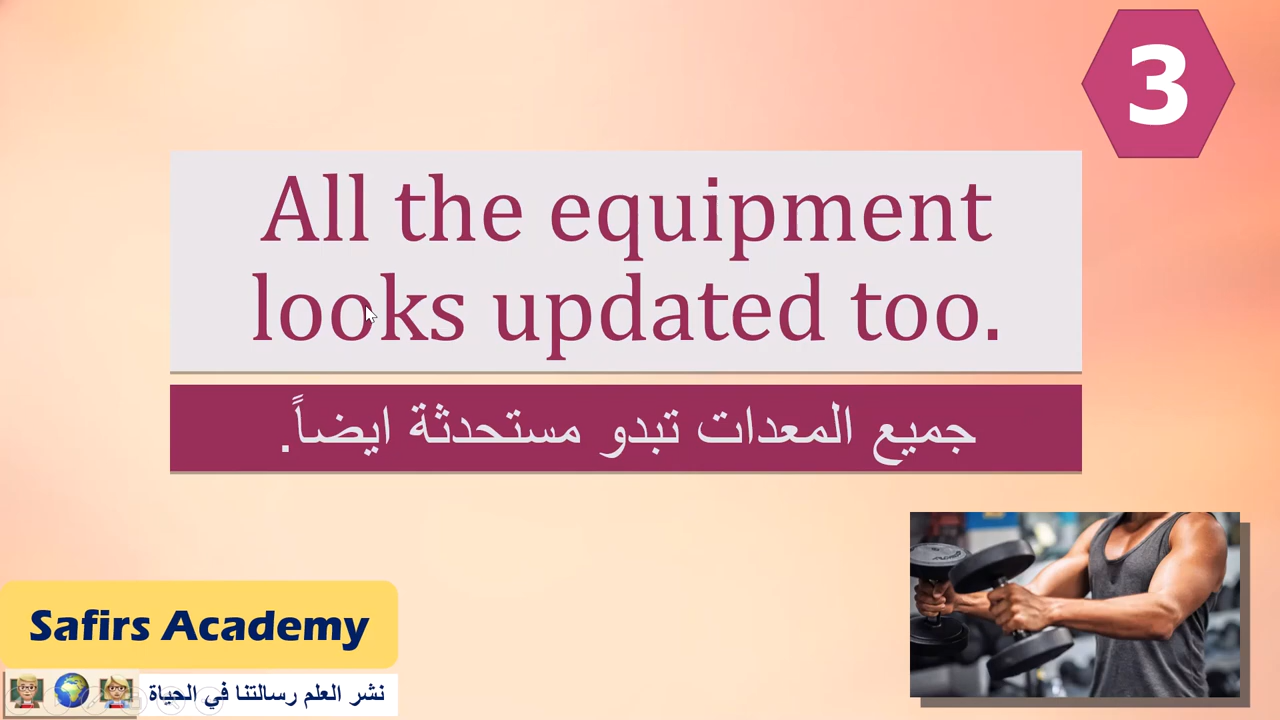 3
All the equipment
looks updated too.
جميع المعدات تبدو مستحدثة ايضاً.
Safirs Academy
نشر العلم رسالتنا في الحياة